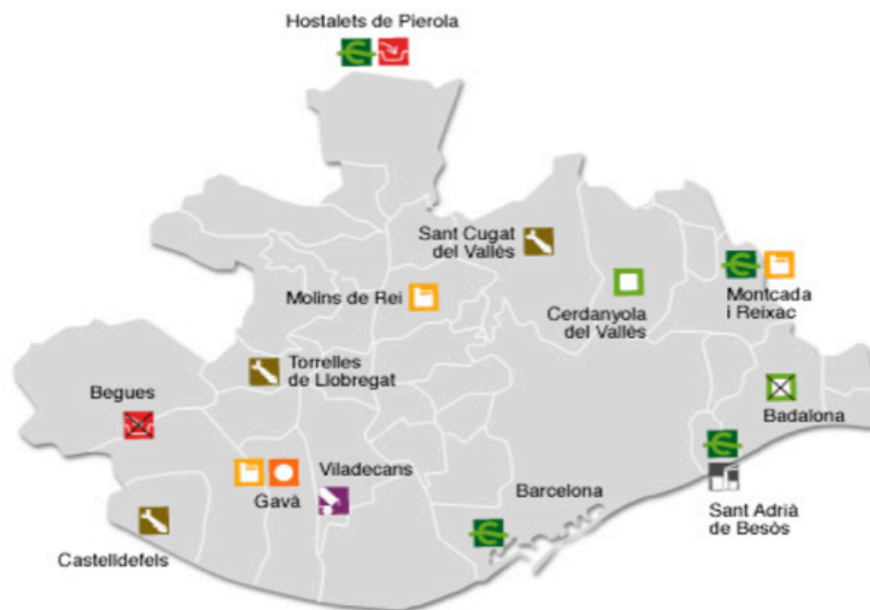 Hostalets de Pierola
Sant Cugat
del Vallès
Molins de Rei
Cerdanyola
del Vallès
Montcada
i Reixac
Torrelles
de Llobregat
Begues
Badalona
Viladecans
Gavà
Barcelona
Sant Adrià
de Besòs
Castelldefels